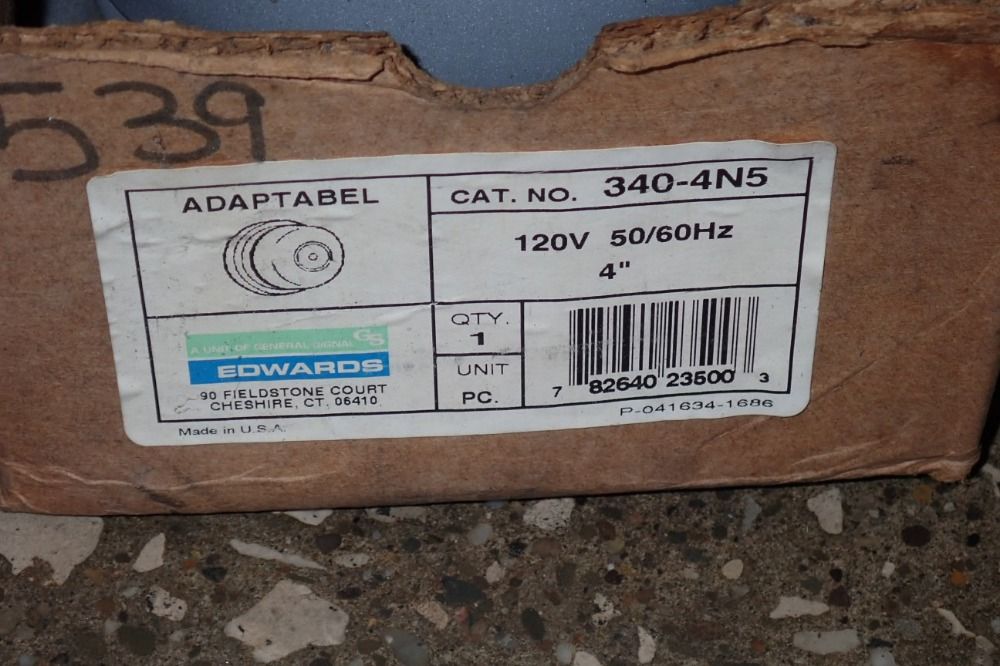 539
ADAPTABEL
CAT. NO. 340-4N5
120V 50/60Hz
4"
A UNIT OF GENERAL SIGNAL GS
EDWARDS
90 FIELDSTONE COURT
CHESHIRE, CT. 06410
Made in U.S.A.
QTY.
1
UNIT
PC.
7 82640 23500 3
P-041634-1686